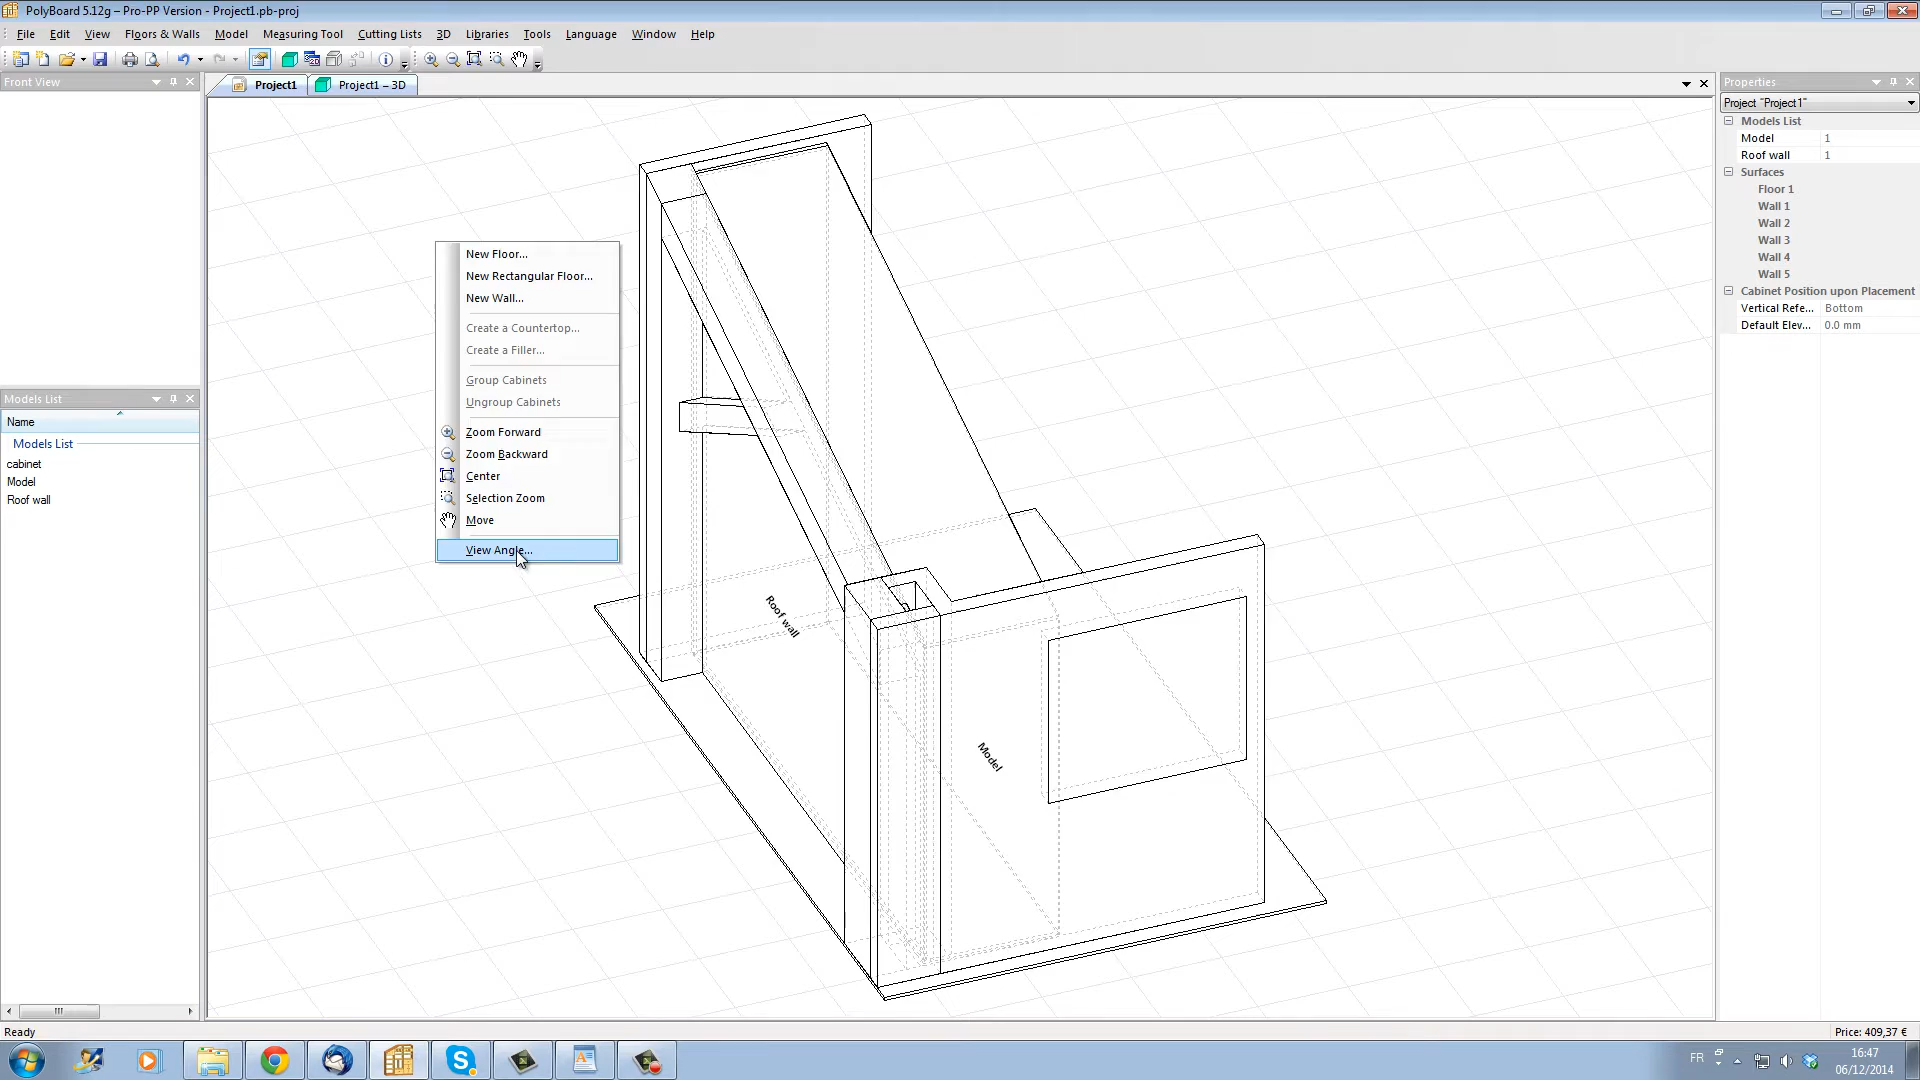 PolyBoard 5.12g – Pro-PP Version - Project1.pb-proj
File Edit View Floors & Walls Model Measuring Tool Cutting Lists 3D Libraries Tools Language Window Help
Front View
Project1 Project1 – 3D
Properties
Project "Project1"
Models List
Model 1
Roof wall 1
Surfaces
Floor 1
Wall 1
Wall 2
Wall 3
Wall 4
Wall 5
Cabinet Position upon Placement
Vertical Refe... Bottom
Default Elev... 0.0 mm
New Floor...
New Rectangular Floor...
New Wall...
Create a Countertop...
Create a Filler...
Group Cabinets
Ungroup Cabinets
Zoom Forward
Zoom Backward
Center
Selection Zoom
Move
View Angle...
Models List
Name
Models List
cabinet
Model
Roof wall
Roof wall
Model
Ready
Price: 409,37 €
FR
16:47
06/12/2014